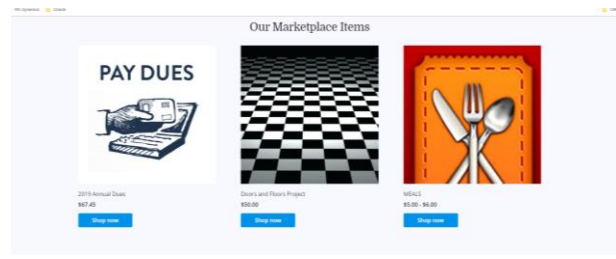 Our Marketplace Items
PAY DUES
2019 Annual Dues
$67.45
Shop now
Doors and Floors Project
$50.00
Shop now
MEALS
$5.00 - $6.00
Shop now